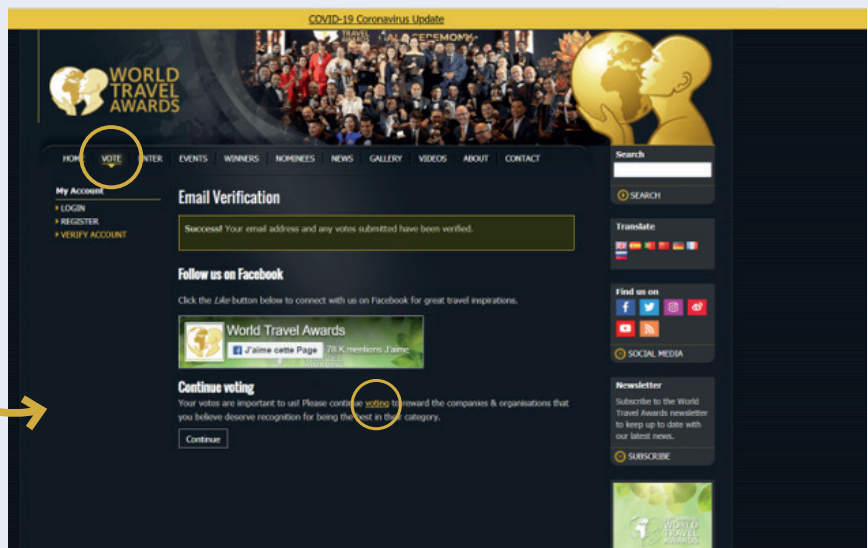 COVID-19 Coronavirus Update
WORLD
TRAVEL
AWARDS
HOME VOTE ENTER EVENTS WINNERS NOMINEES NEWS GALLERY VIDEOS ABOUT CONTACT
My Account
LOGIN
REGISTER
VERIFY ACCOUNT
Email Verification
Success! Your email address and any votes submitted have been verified.
Follow us on Facebook
Click the Like button below to connect with us on Facebook for great travel inspirations.
World Travel Awards
J'aime cette Page 78 K mentions J'aime
Continue voting
Your votes are important to us! Please continue voting to reward the companies & organisations that
you believe deserve recognition for being the best in their category.
Continue
Search
SEARCH
Translate
Find us on
SOCIAL MEDIA
Newsletter
Subscribe to the World
Travel Awards newsletter
to keep up to date with
our latest news.
SUBSCRIBE
WORLD
TRAVEL
AWARDS